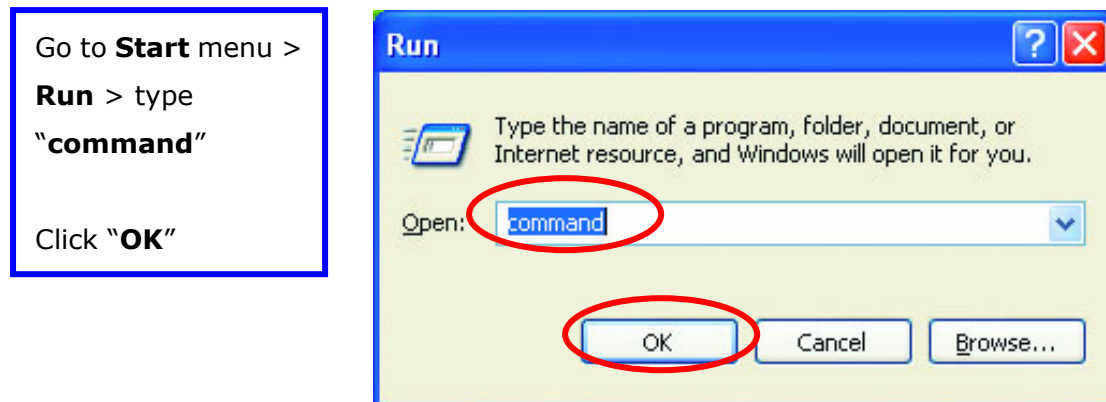 Go to Start menu >
Run > type
“command”
Click “OK”
Run
Type the name of a program, folder, document, or
Internet resource, and Windows will open it for you.
Open: command
OK Cancel Browse...